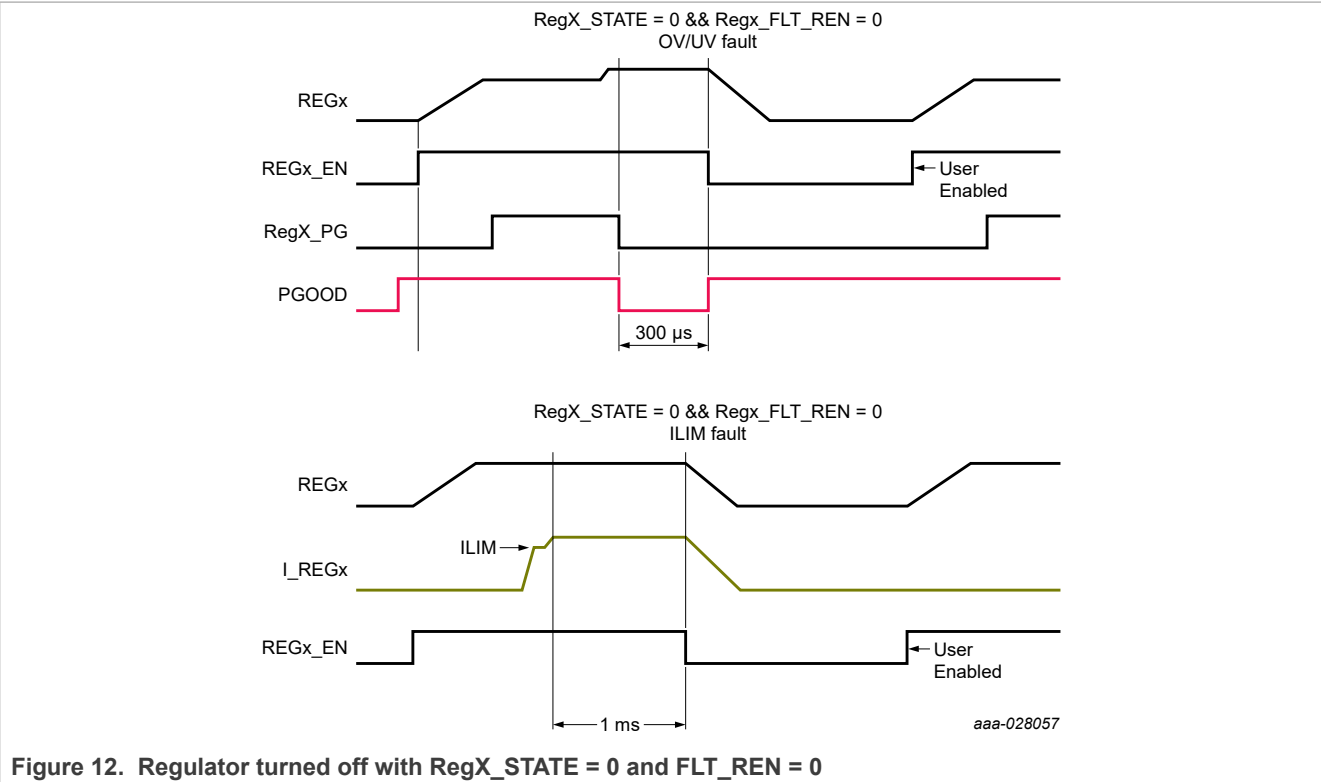 RegX_STATE = 0 && Regx_FLT_REN = 0
OV/UV fault
REGx
REGx_EN
User
Enabled
RegX_PG
PGOOD
300 µs
RegX_STATE = 0 && Regx_FLT_REN = 0
ILIM fault
REGx
ILIM
I_REGx
REGx_EN
User
Enabled
1 ms
aaa-028057
Figure 12. Regulator turned off with RegX_STATE = 0 and FLT_REN = 0